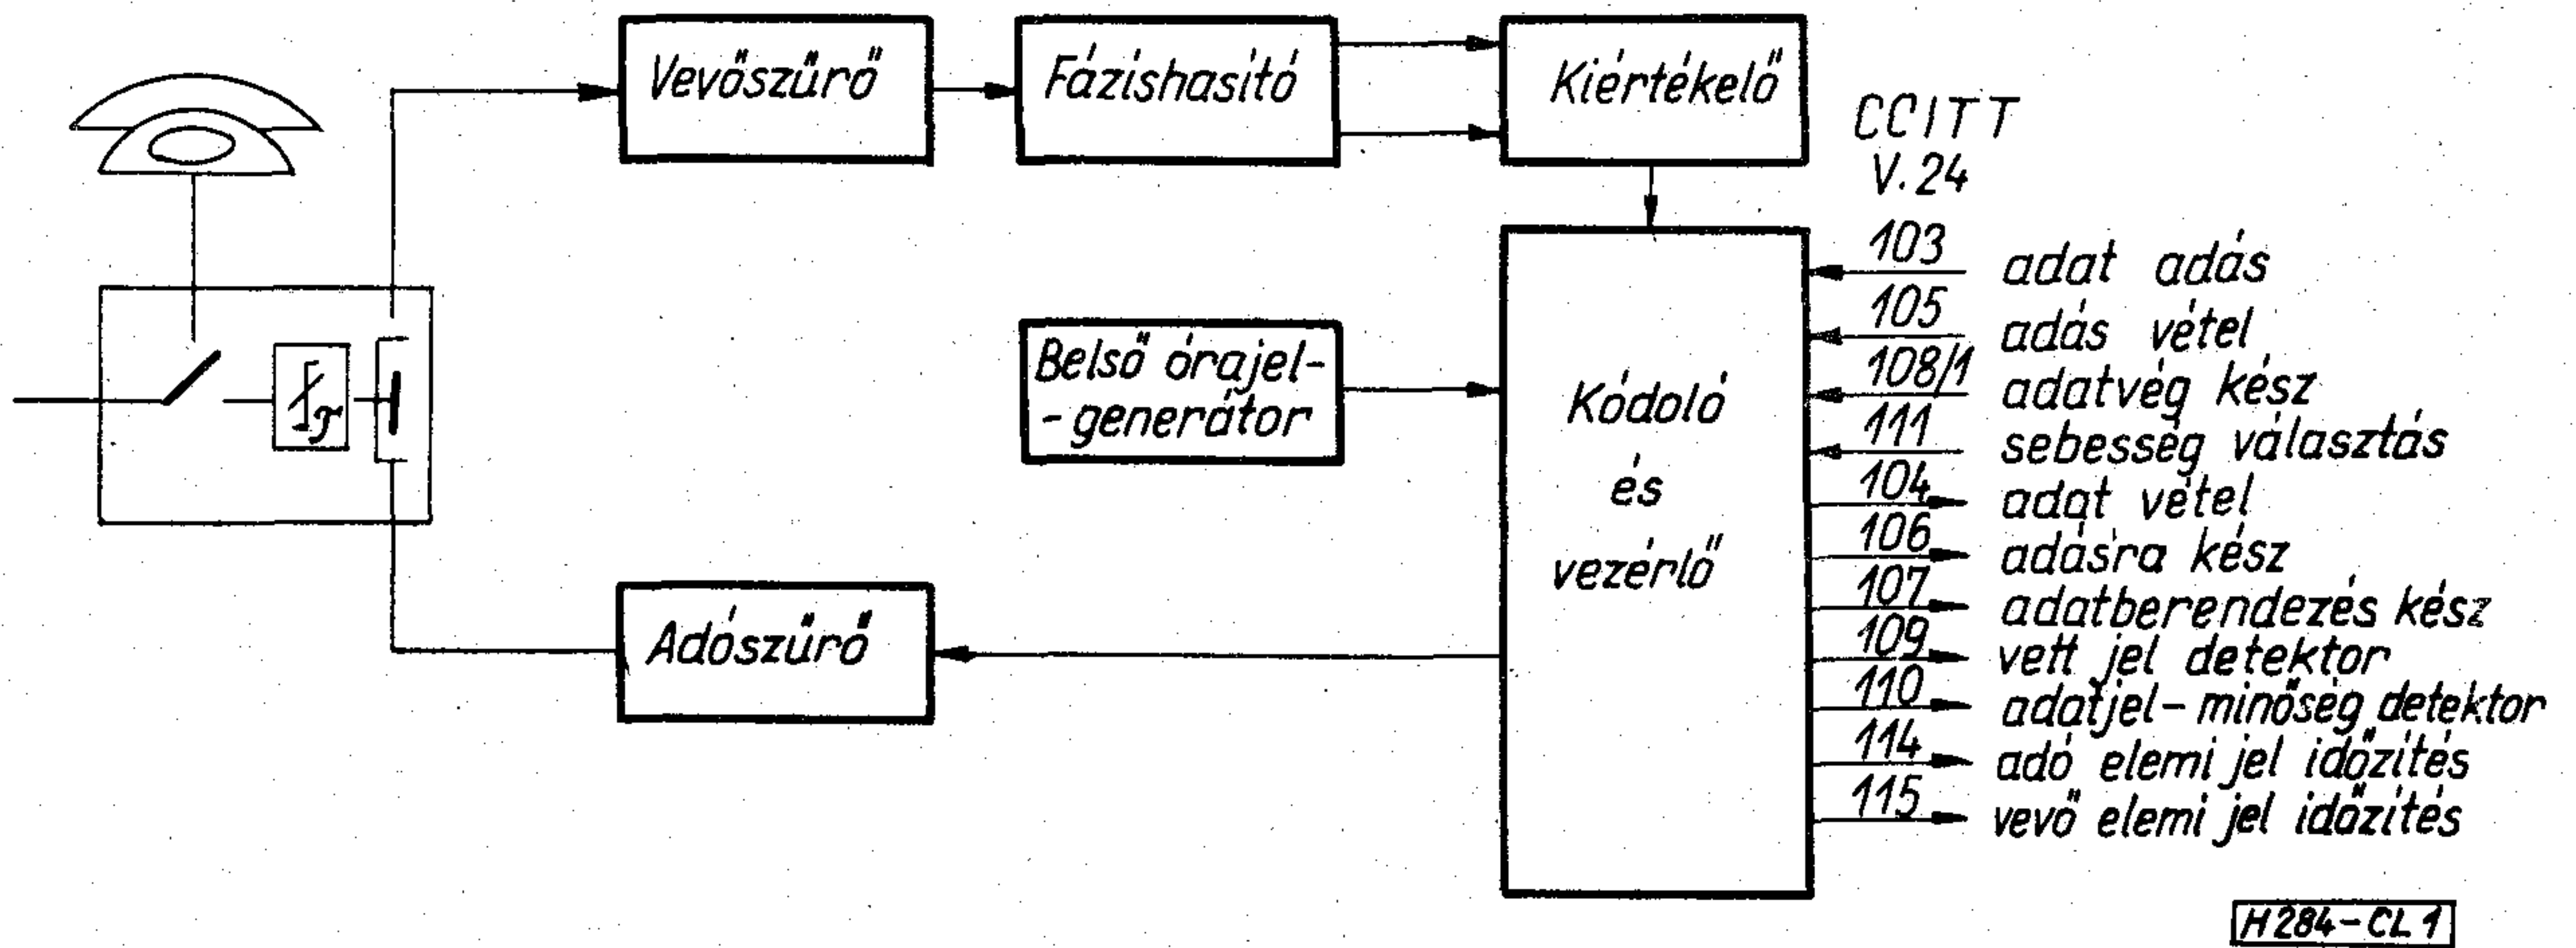 Vevőszűrő
Fázishasító
Kiértékelő
CCITT
V.24
103 adat adás
105 adás vétel
108/1 adatvég kész
111 sebesség választás
104 adat vétel
106 adásra kész
107 adatberendezés kész
109 vett jel detektor
110 adatjel-minőség detektor
114 adó elemi jel időzítés
115 vevő elemi jel időzítés
Belső órajel-
-generátor
Kódoló
és
vezérlő
Adószűrő
H284-CL1